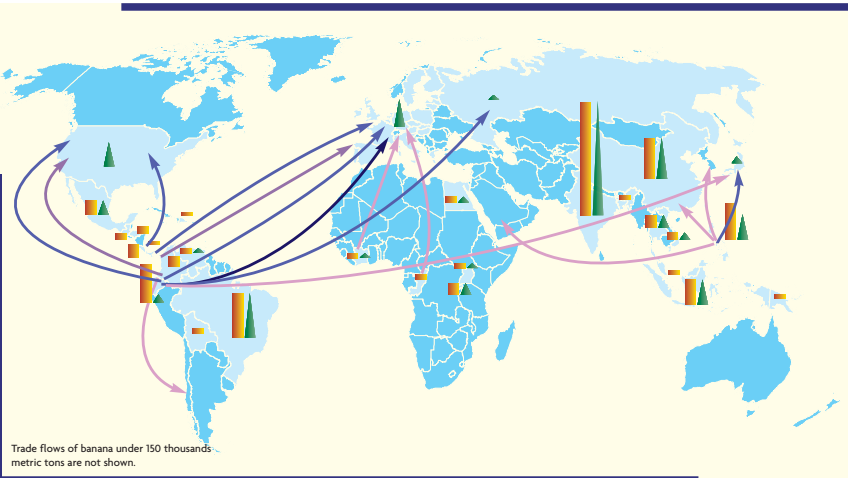 Trade flows of banana under 150 thousands
metric tons are not shown.